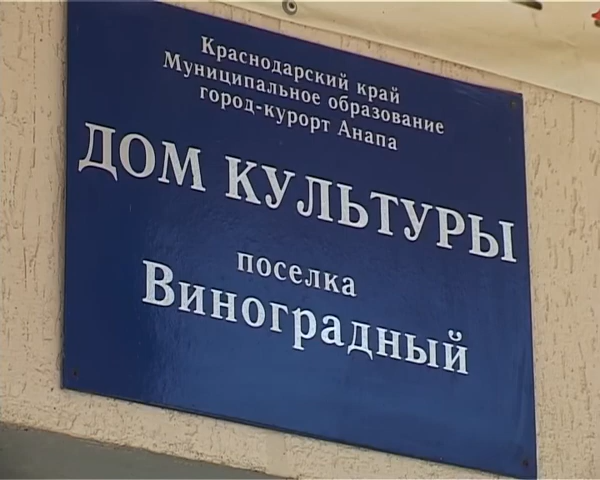 Краснодарский край
Муниципальное образование
город-курорт Анапа
ДОМ КУЛЬТУРЫ
поселка
Виноградный